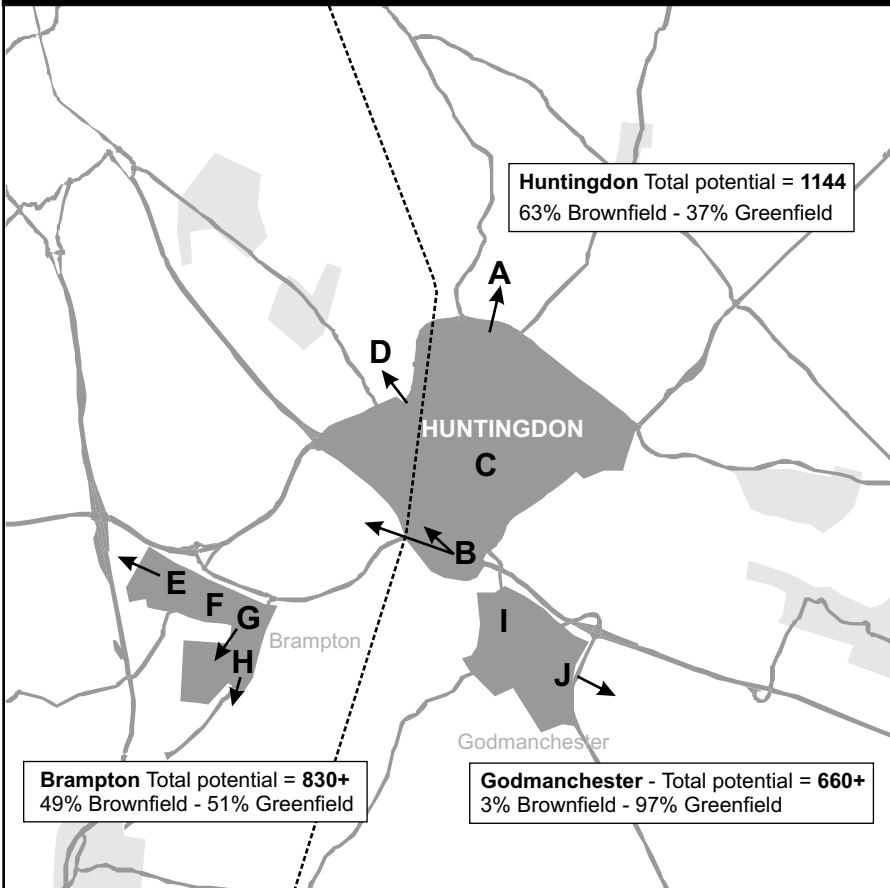 Huntingdon Total potential = 1144
63% Brownfield - 37% Greenfield
A
D
HUNTINGDON
C
B
E
F
G
H
Brampton
I
J
Godmanchester
Brampton Total potential = 830+
49% Brownfield - 51% Greenfield
Godmanchester - Total potential = 660+
3% Brownfield - 97% Greenfield